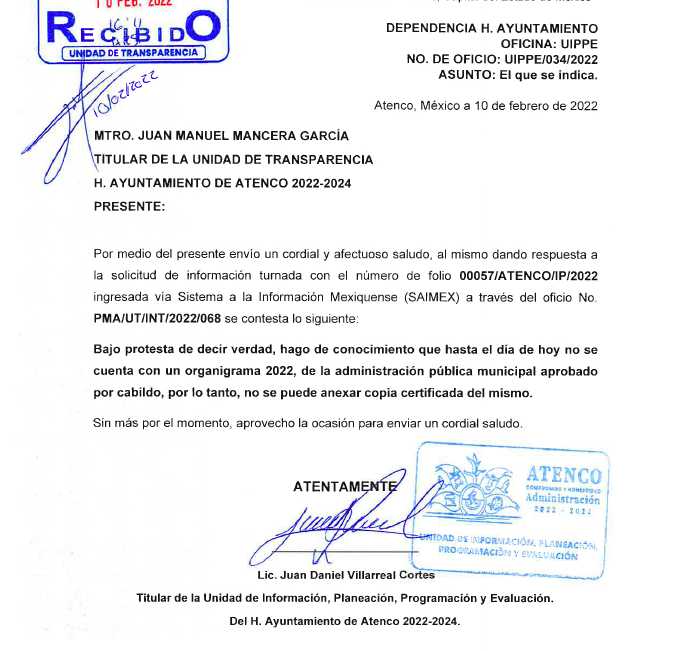 10 FEB. 2022
RECIBIDO
UNIDAD DE TRANSPARENCIA
10/02/2022
DEPENDENCIA H. AYUNTAMIENTO
OFICINA: UIPPE
NO. DE OFICIO: UIPPE/034/2022
ASUNTO: El que se indica.
Atenco, México a 10 de febrero de 2022
MTRO. JUAN MANUEL MANCERA GARCÍA
TITULAR DE LA UNIDAD DE TRANSPARENCIA
H. AYUNTAMIENTO DE ATENCO 2022-2024
PRESENTE:
Por medio del presente envío un cordial y afectuoso saludo, al mismo dando respuesta a
la solicitud de información turnada con el número de folio 00057/ATENCO/IP/2022
ingresada vía Sistema a la Información Mexiquense (SAIMEX) a través del oficio No.
PMA/UT/INT/2022/068 se contesta lo siguiente:
Bajo protesta de decir verdad, hago de conocimiento que hasta el día de hoy no se
cuenta con un organigrama 2022, de la administración pública municipal aprobado
por cabildo, por lo tanto, no se puede anexar copia certificada del mismo.
Sin más por el momento, aprovecho la ocasión para enviar un cordial saludo.
ATENTAMENTE
ATENCO
COMPROMISO Y HONESTIDAD
Administración
2022 - 2024
UNIDAD DE INFORMACIÓN, PLANEACIÓN,
PROGRAMACIÓN Y EVALUACIÓN
Lic. Juan Daniel Villarreal Cortes
Titular de la Unidad de Información, Planeación, Programación y Evaluación.
Del H. Ayuntamiento de Atenco 2022-2024.